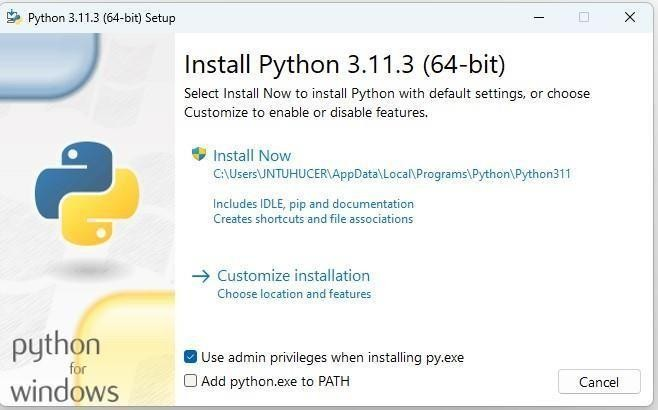 Python 3.11.3 (64-bit) Setup
Install Python 3.11.3 (64-bit)
Select Install Now to install Python with default settings, or choose
Customize to enable or disable features.
Install Now
C:\Users\JNTUHUCER\AppData\Local\Programs\Python\Python311
Includes IDLE, pip and documentation
Creates shortcuts and file associations
Customize installation
Choose location and features
python
for
windows
Use admin privileges when installing py.exe
Add python.exe to PATH
Cancel